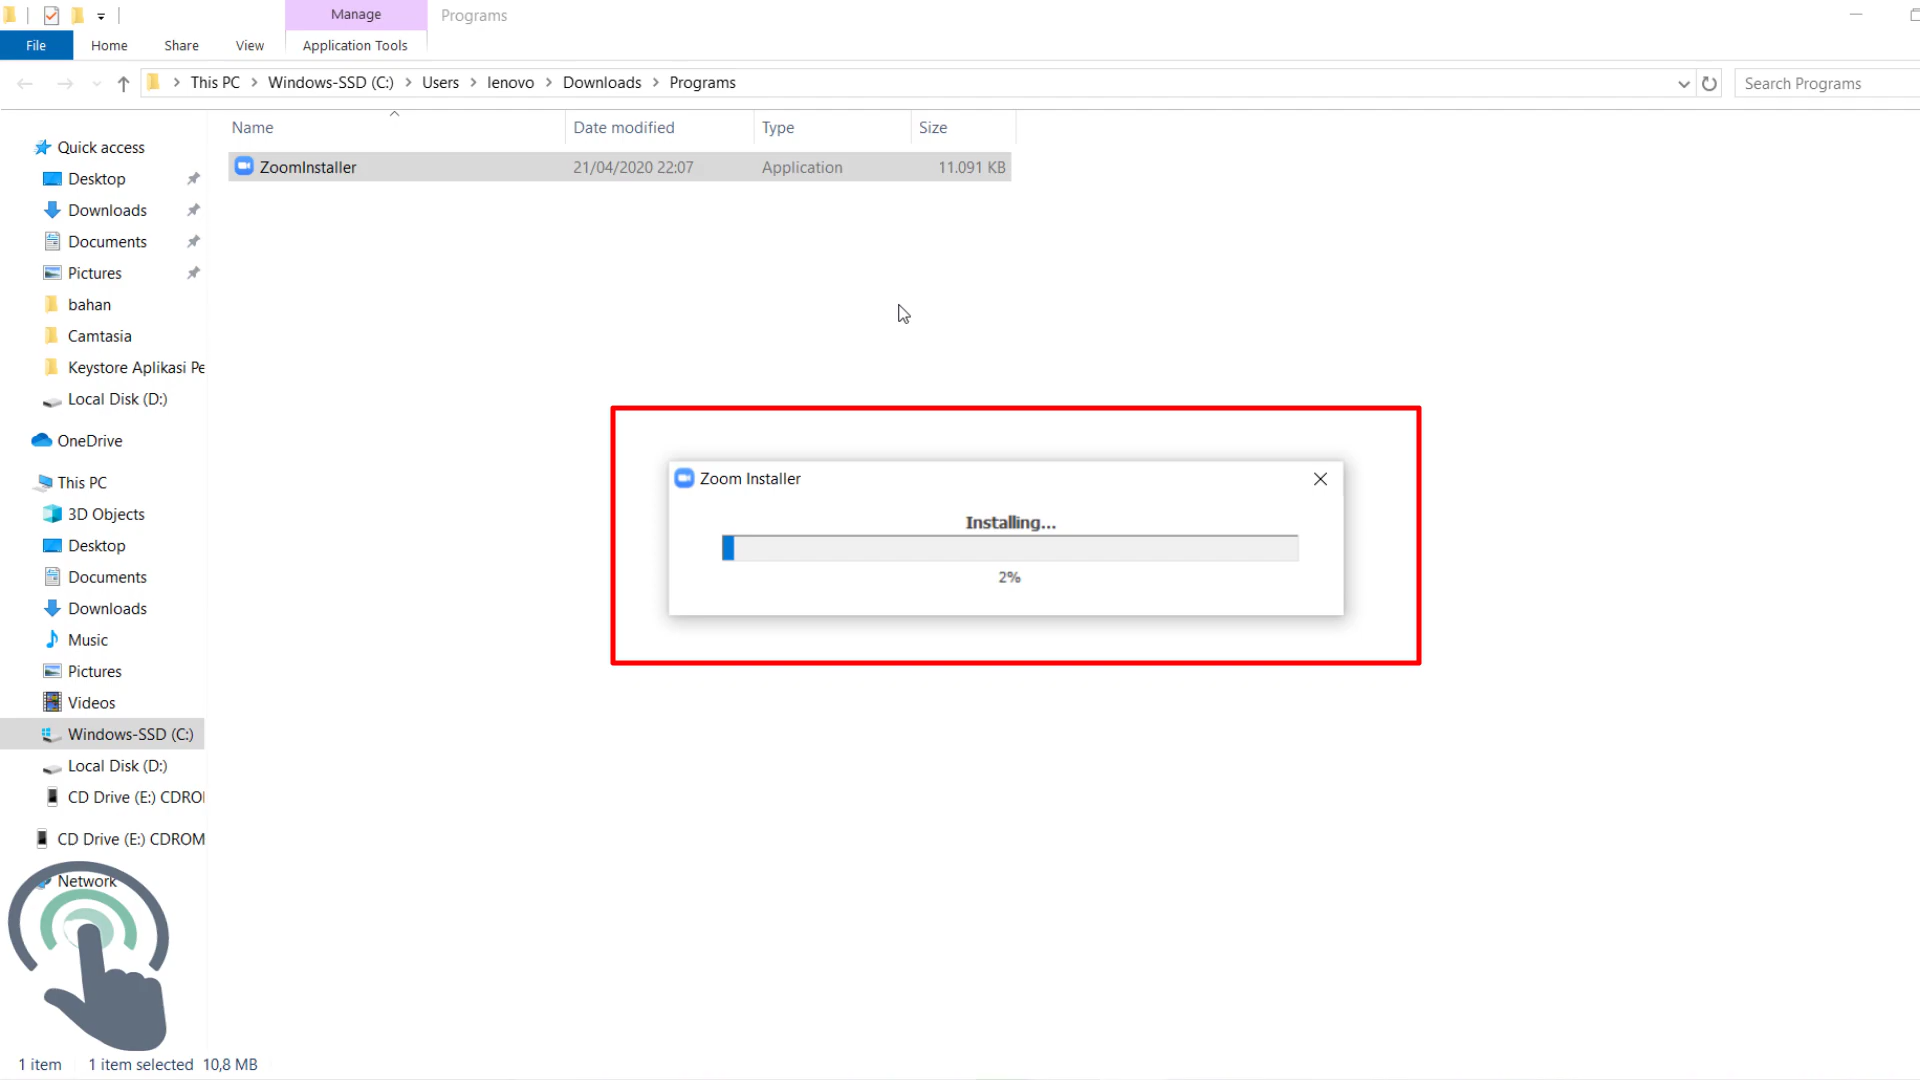 Manage
Programs
File
Home
Share
View
Application Tools
This PC
Windows-SSD (C:)
Users
lenovo
Downloads
Programs
Search Programs
Name
Date modified
Type
Size
ZoomInstaller
21/04/2020 22:07
Application
11.091 KB
Quick access
Desktop
Downloads
Documents
Pictures
bahan
Camtasia
Keystore Aplikasi Pe
Local Disk (D:)
OneDrive
This PC
3D Objects
Desktop
Documents
Downloads
Music
Pictures
Videos
Windows-SSD (C:)
Local Disk (D:)
CD Drive (E:) CDRO
CD Drive (E:) CDROM
Network
Zoom Installer
Installing...
2%
1 item
1 item selected
10,8 MB